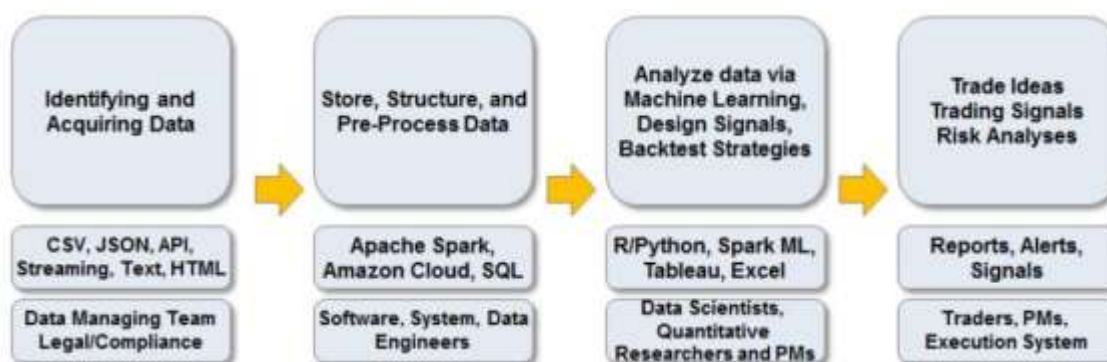 Identifying and
Acquiring Data
Store, Structure, and
Pre-Process Data
Analyze data via
Machine Learning,
Design Signals,
Backtest Strategies
Trade Ideas
Trading Signals
Risk Analyses
CSV, JSON, API,
Streaming, Text, HTML
Apache Spark,
Amazon Cloud, SQL
R/Python, Spark ML,
Tableau, Excel
Reports, Alerts,
Signals
Data Managing Team
Legal/Compliance
Software, System, Data
Engineers
Data Scientists,
Quantitative
Researchers and PMs
Traders, PMs,
Execution System